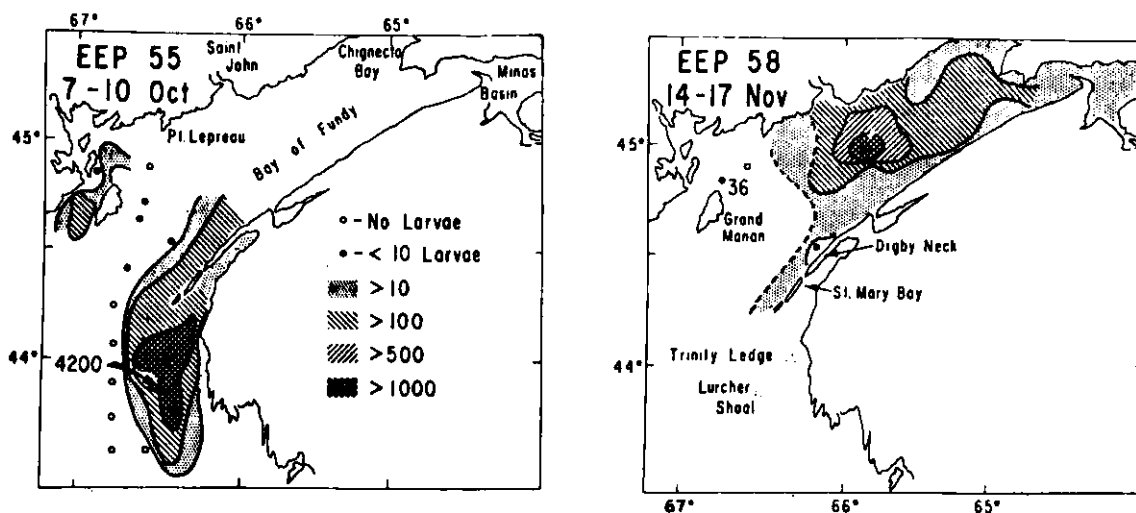 67°
66°
65°
EEP 55
7-10 Oct
Saint
John
Chignecto
Bay
Minas
Basin
Pt. Lepreau
45°
Bay of Fundy
- No Larvae
- < 10 Larvae
>10
>100
>500
>1000
44°
4200
EEP 58
14-17 Nov
45°
36
Grand
Manan
Digby Neck
St. Mary Bay
44°
Trinity Ledge
Lurcher
Shoal
67°
66°
65°